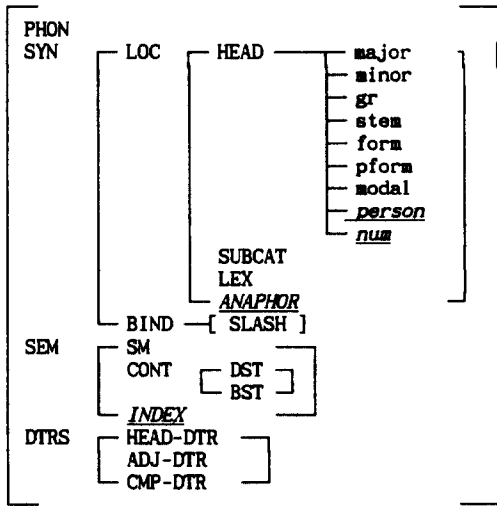 PHON
SYN LOC HEAD major
minor
gr
stem
form
pform
modal
person
num
SUBCAT
LEX
ANAPHOR
BIND [ SLASH ]
SEM SM
CONT DST
BST
INDEX
DTRS HEAD-DTR
ADJ-DTR
CMP-DTR